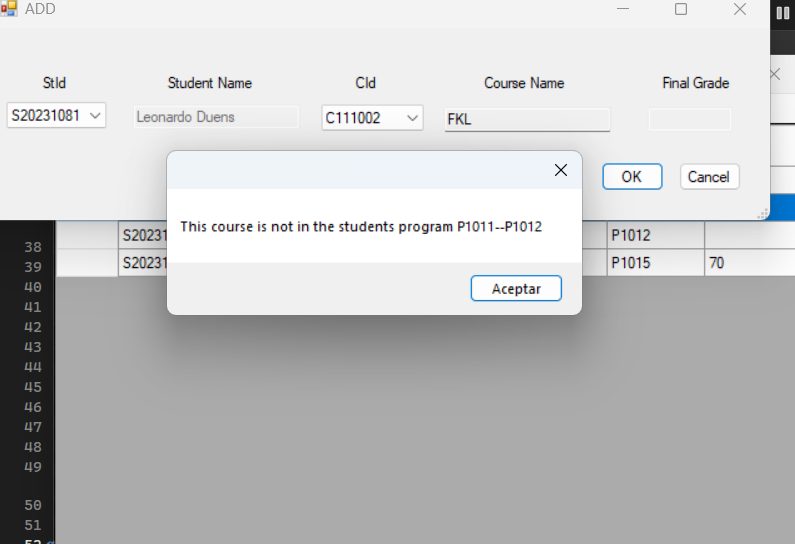 ADD
StId Student Name CId Course Name Final Grade
S20231081 Leonardo Duens C111002 FKL
OK Cancel
This course is not in the students program P1011--P1012
Aceptar
38 S20231 P1012
39 S20231 P1015 70
40
41
42
43
44
45
46
47
48
49
50
51
52